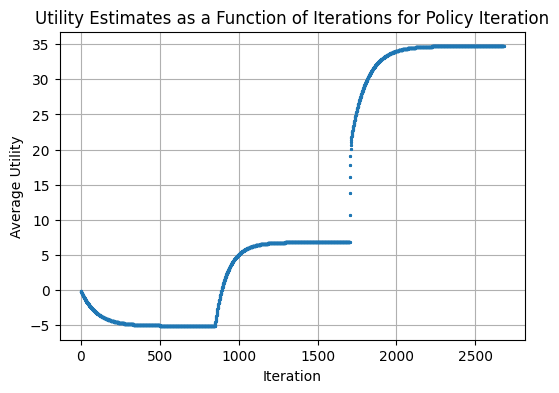 Utility Estimates as a Function of Iterations for Policy Iteration
35
30
25
20
15
10
5
0
−5
Average Utility
0 500 1000 1500 2000 2500
Iteration